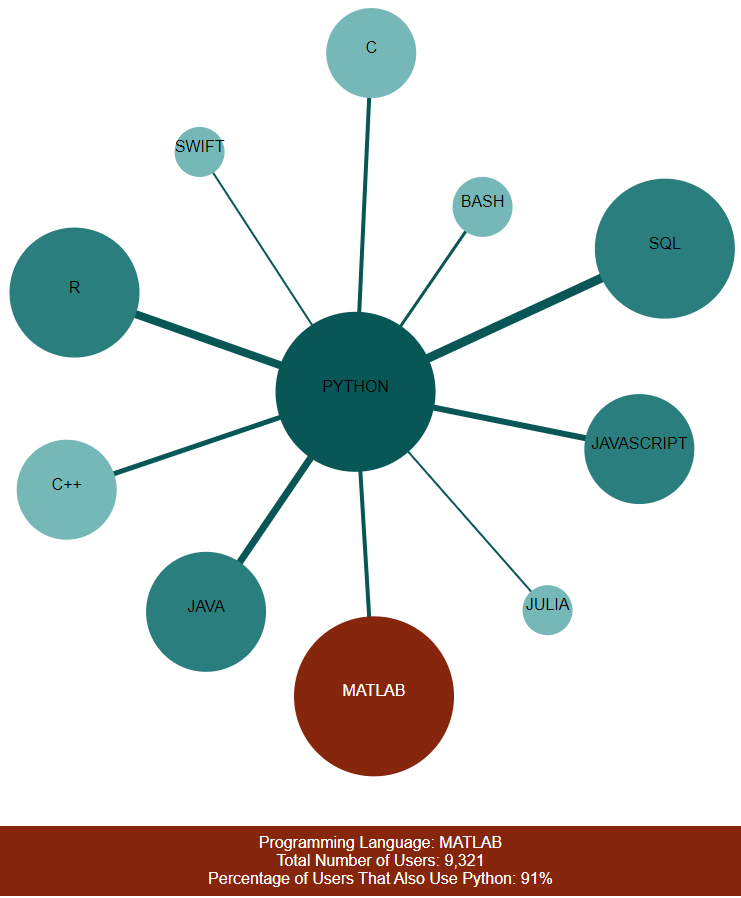 C
SWIFT
BASH
SQL
R
PYTHON
JAVASCRIPT
C++
JAVA
JULIA
MATLAB
Programming Language: MATLAB
Total Number of Users: 9,321
Percentage of Users That Also Use Python: 91%